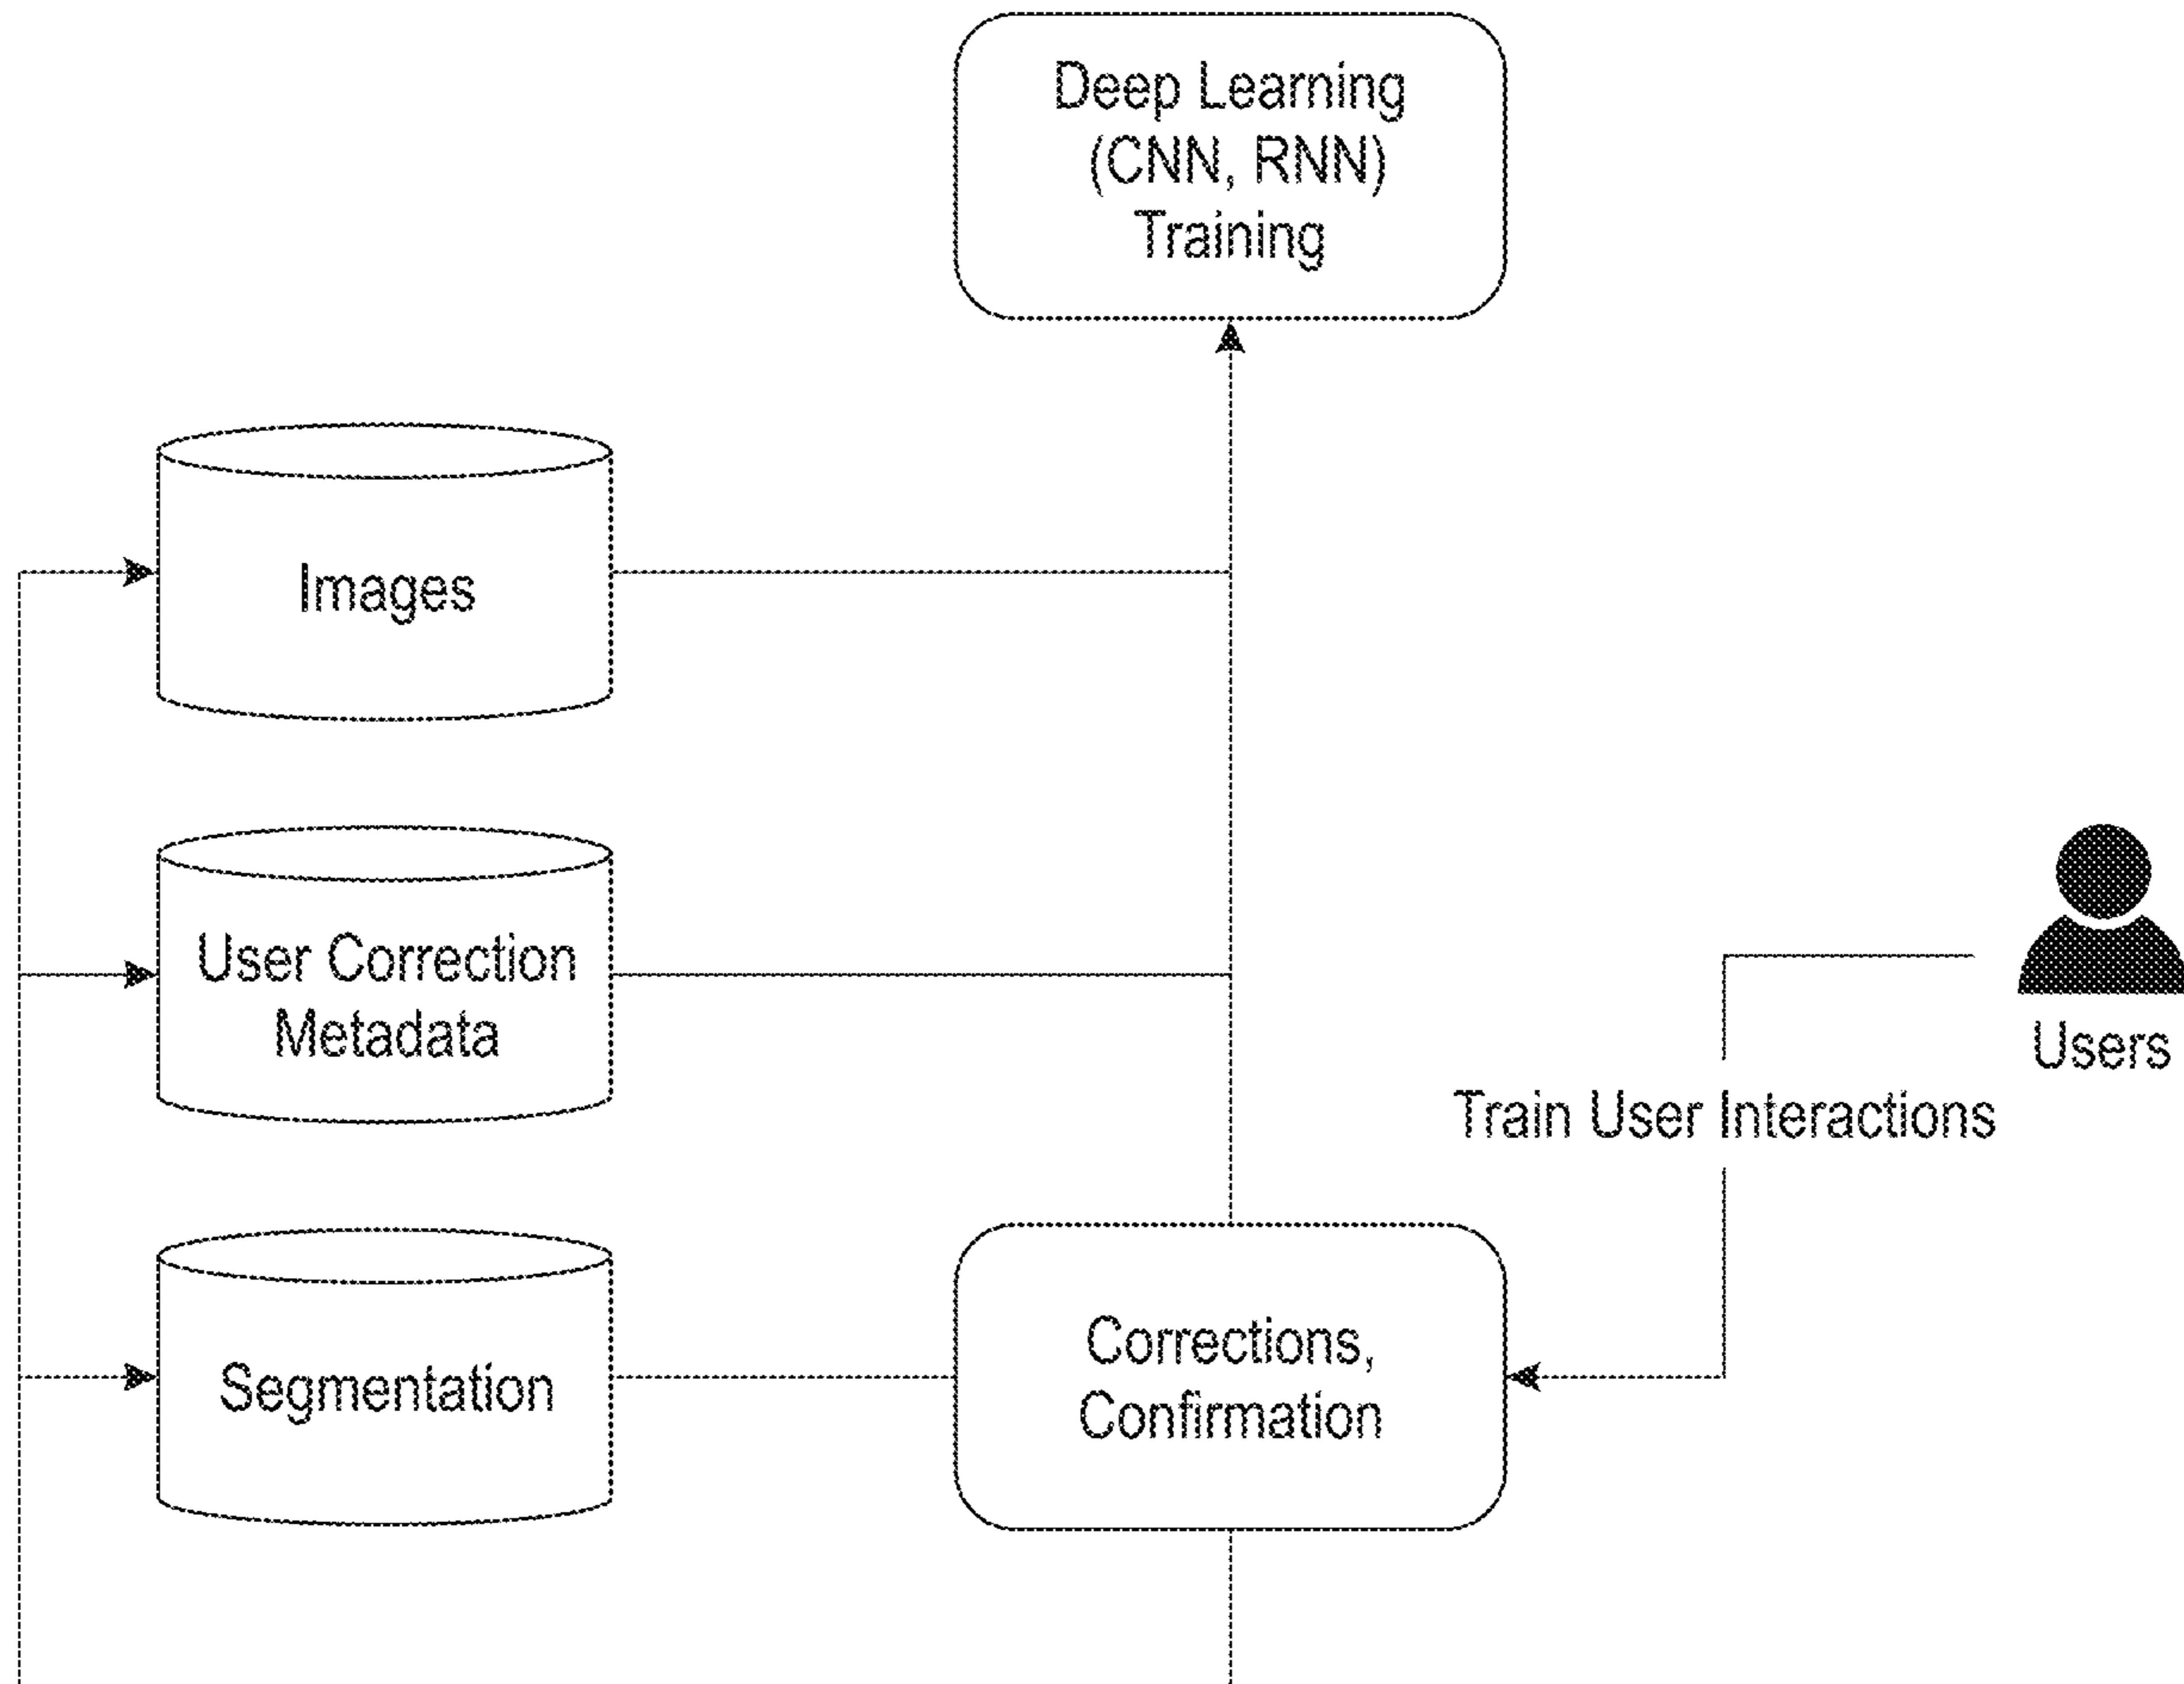 Deep Learning
(CNN, RNN)
Training
Images
User Correction
Metadata
Users
Train User Interactions
Segmentation
Corrections,
Confirmation